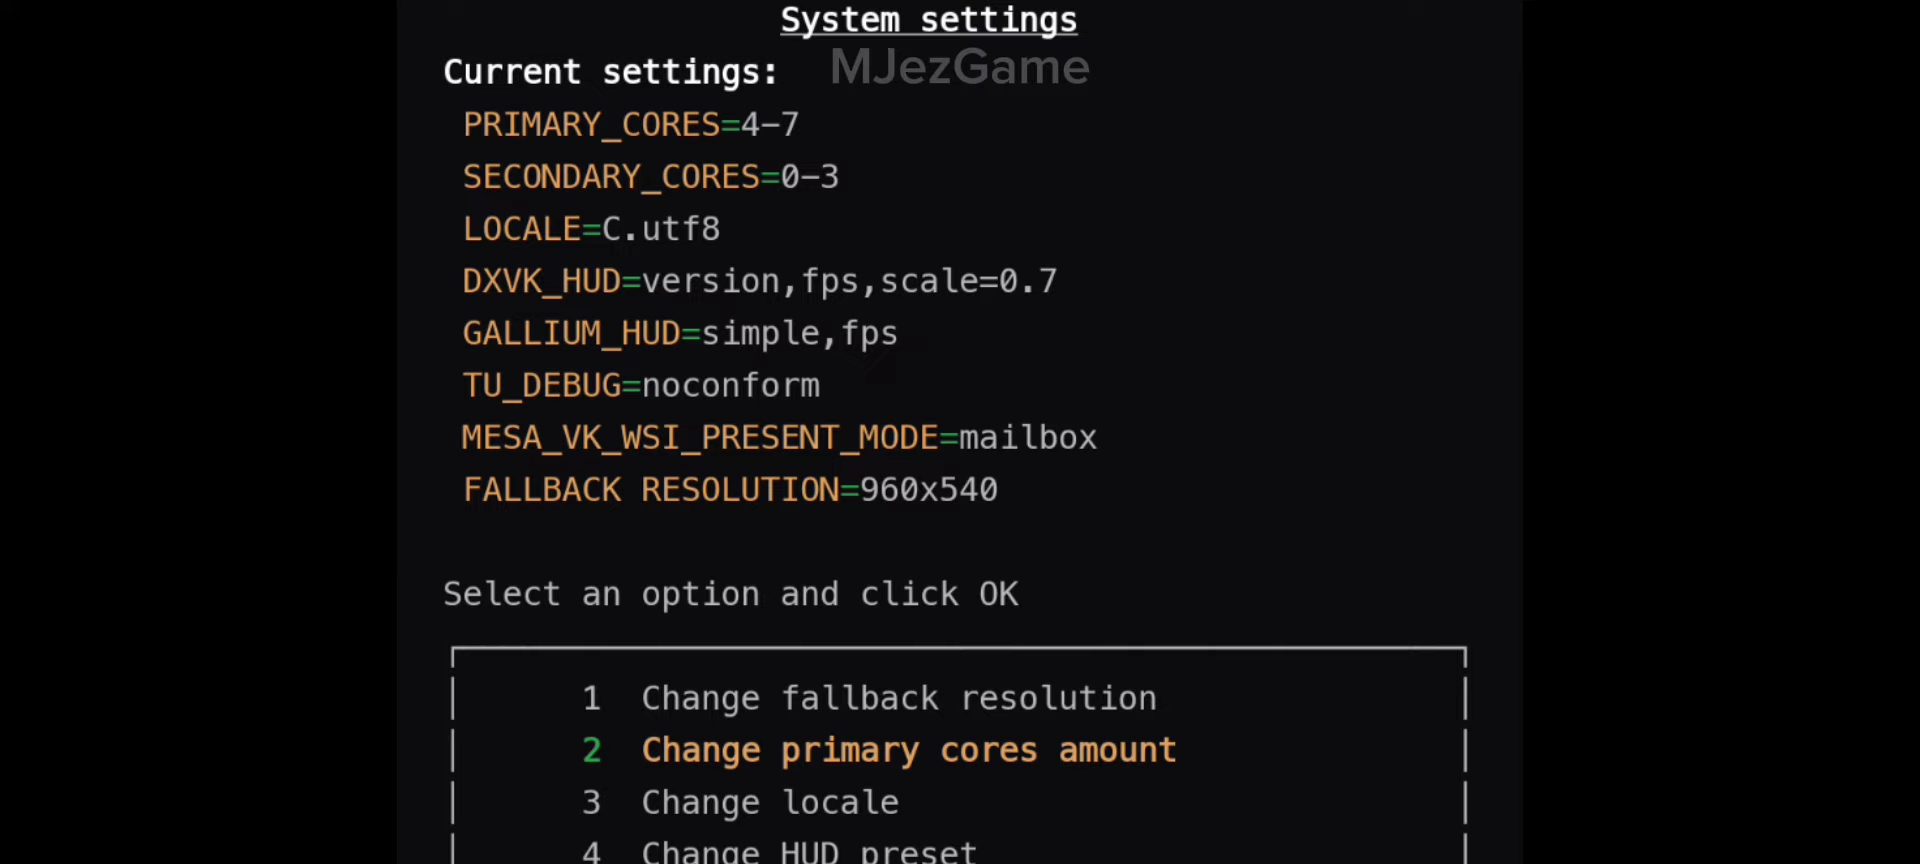 System settings
MJezGame
Current settings:
PRIMARY_CORES=4-7
SECONDARY_CORES=0-3
LOCALE=C.utf8
DXVK_HUD=version,fps,scale=0.7
GALLIUM_HUD=simple,fps
TU_DEBUG=noconform
MESA_VK_WSI_PRESENT_MODE=mailbox
FALLBACK RESOLUTION=960x540
Select an option and click OK
1 Change fallback resolution
2 Change primary cores amount
3 Change locale
4 Change HUD preset